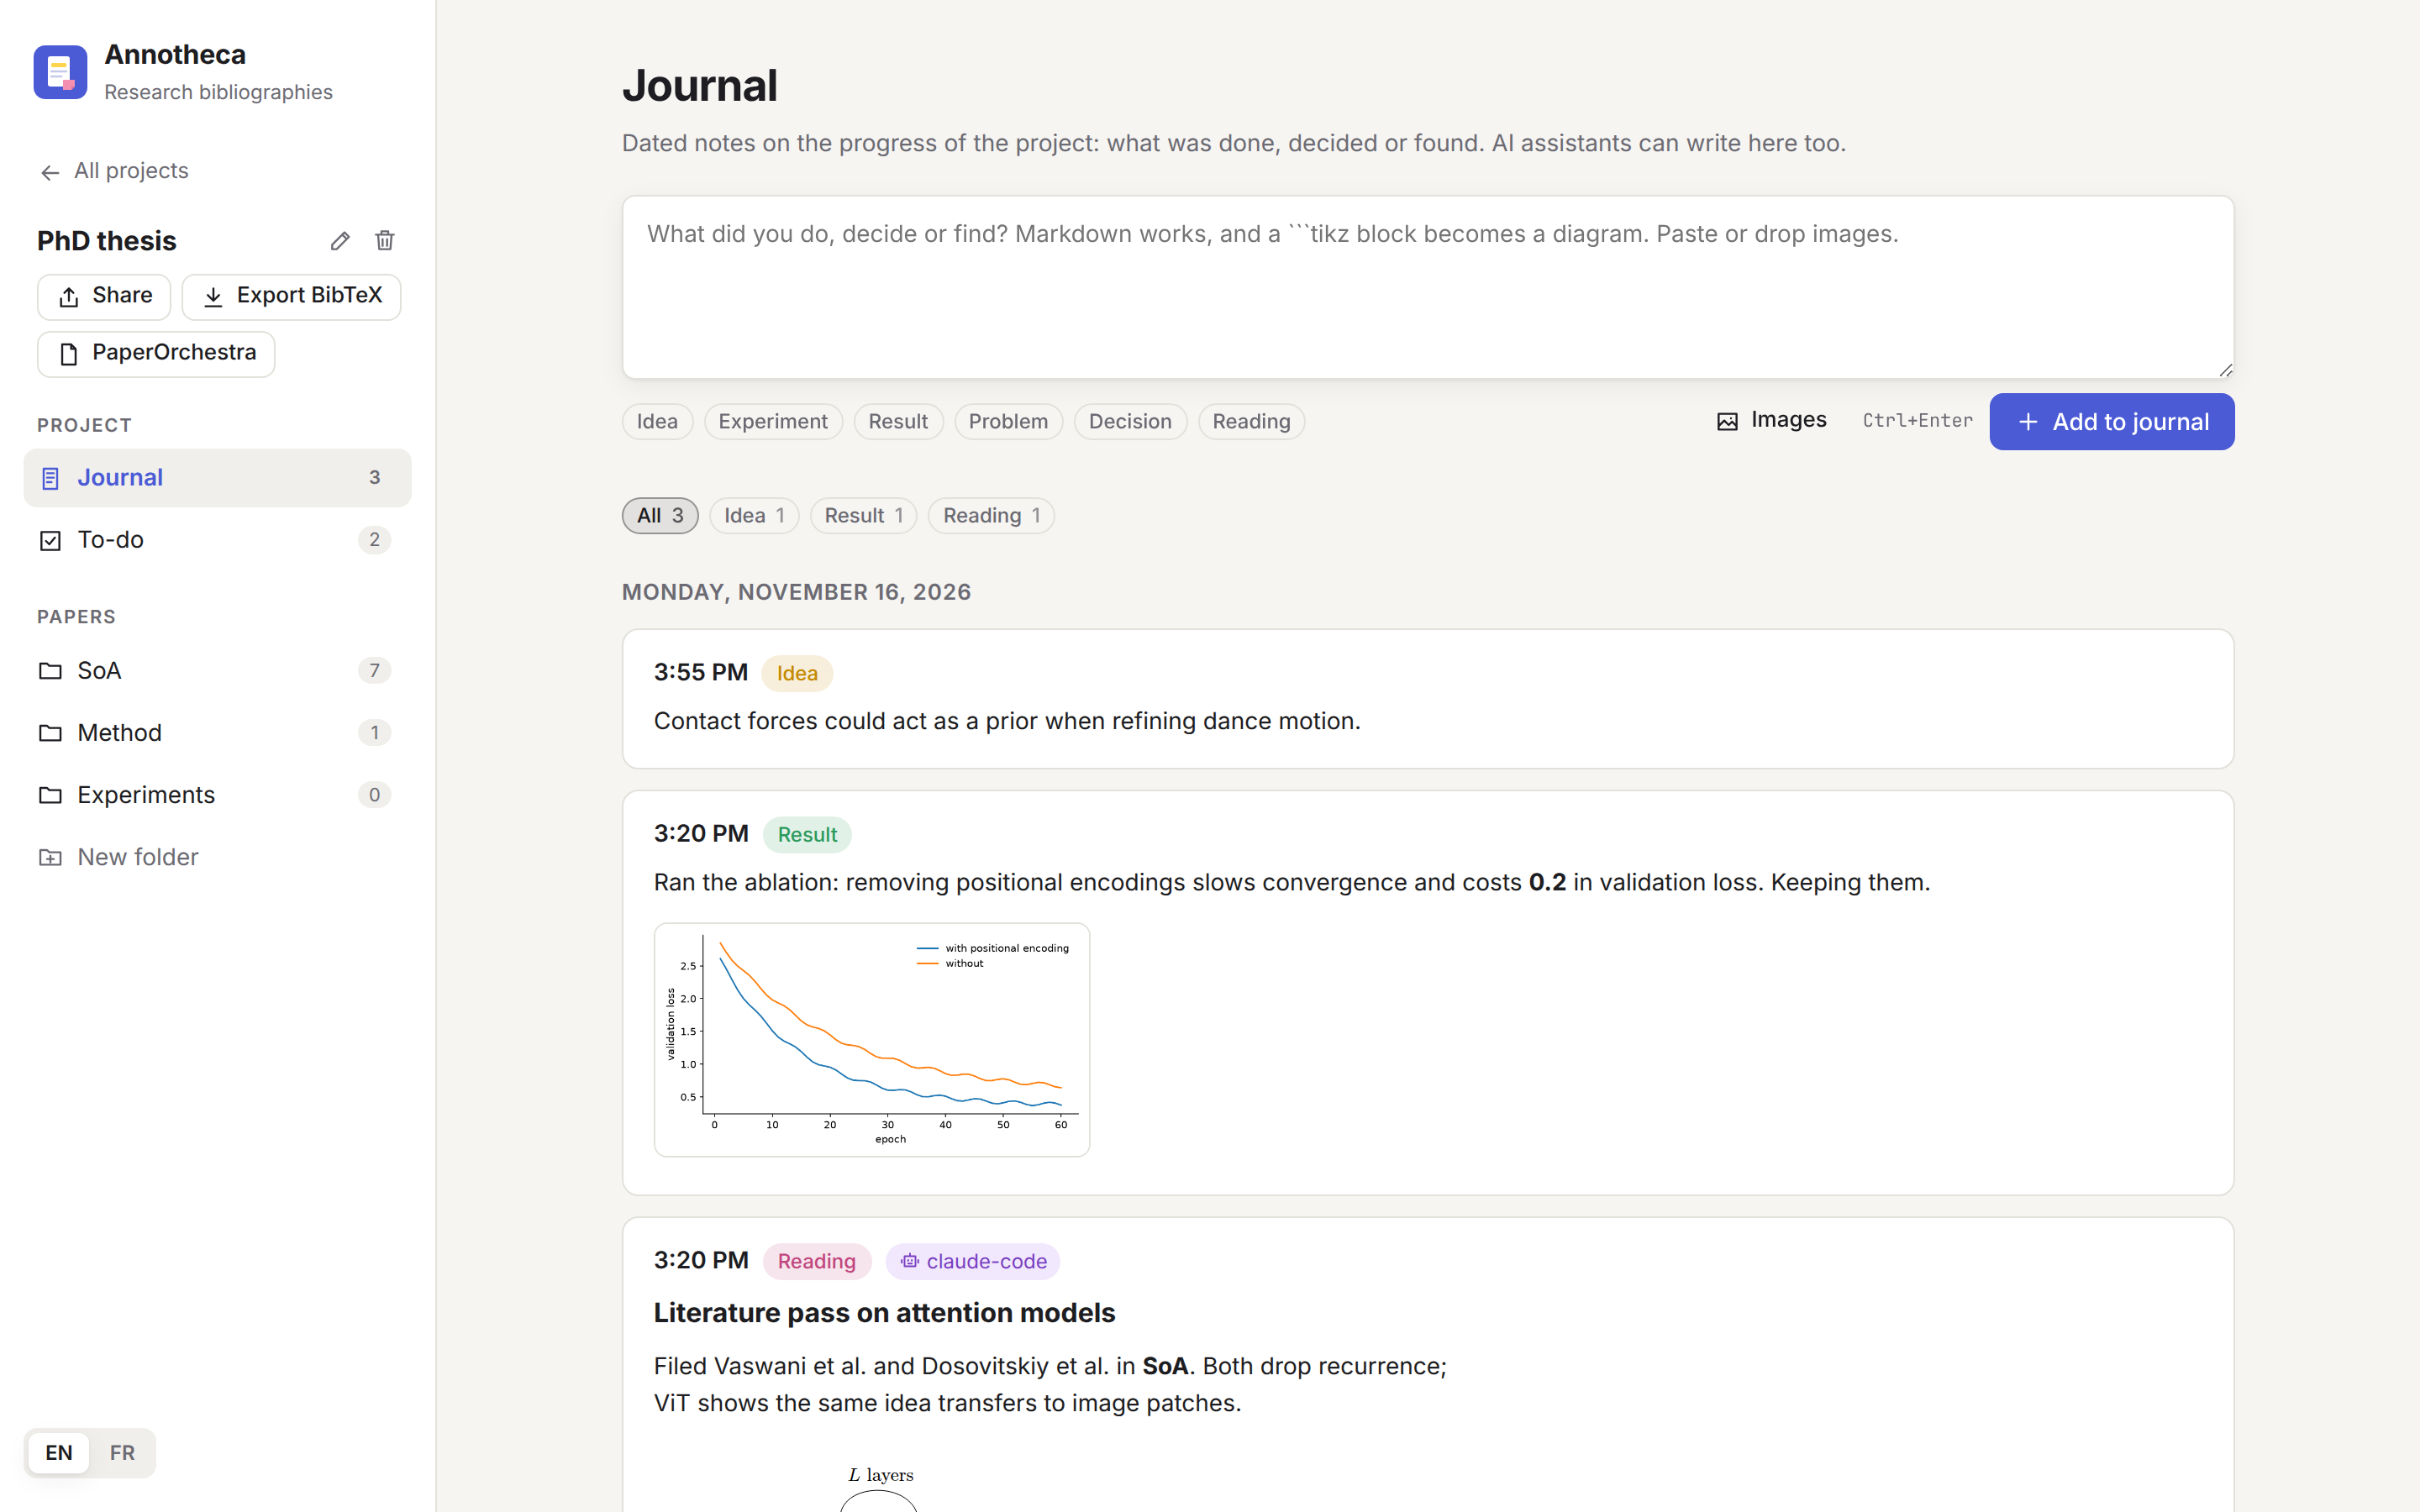 Annotheca
Research bibliographies
All projects
PhD thesis
Share
Export BibTeX
PaperOrchestra
PROJECT
Journal 3
To-do 2
PAPERS
SoA 7
Method 1
Experiments 0
New folder
EN FR
Journal
Dated notes on the progress of the project: what was done, decided or found. AI assistants can write here too.
What did you do, decide or find? Markdown works, and a ```tikz block becomes a diagram. Paste or drop images.
Idea Experiment Result Problem Decision Reading
Images Ctrl+Enter Add to journal
All 3 Idea 1 Result 1 Reading 1
MONDAY, NOVEMBER 16, 2026
3:55 PM Idea
Contact forces could act as a prior when refining dance motion.
3:20 PM Result
Ran the ablation: removing positional encodings slows convergence and costs 0.2 in validation loss. Keeping them.
with positional encoding
without
validation loss
2.5
2.0
1.5
1.0
0.5
0 10 20 30 40 50 60
epoch
3:20 PM Reading claude-code
Literature pass on attention models
Filed Vaswani et al. and Dosovitskiy et al. in SoA. Both drop recurrence;
ViT shows the same idea transfers to image patches.
L layers